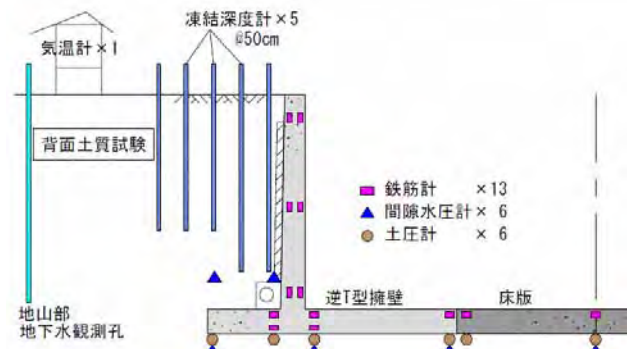 凍結深度計×5
@50cm
気温計×1
背面土質試験
鉄筋計 ×13
間隙水圧計× 6
土圧計 × 6
逆T型擁壁
床版
地山部
地下水観測孔